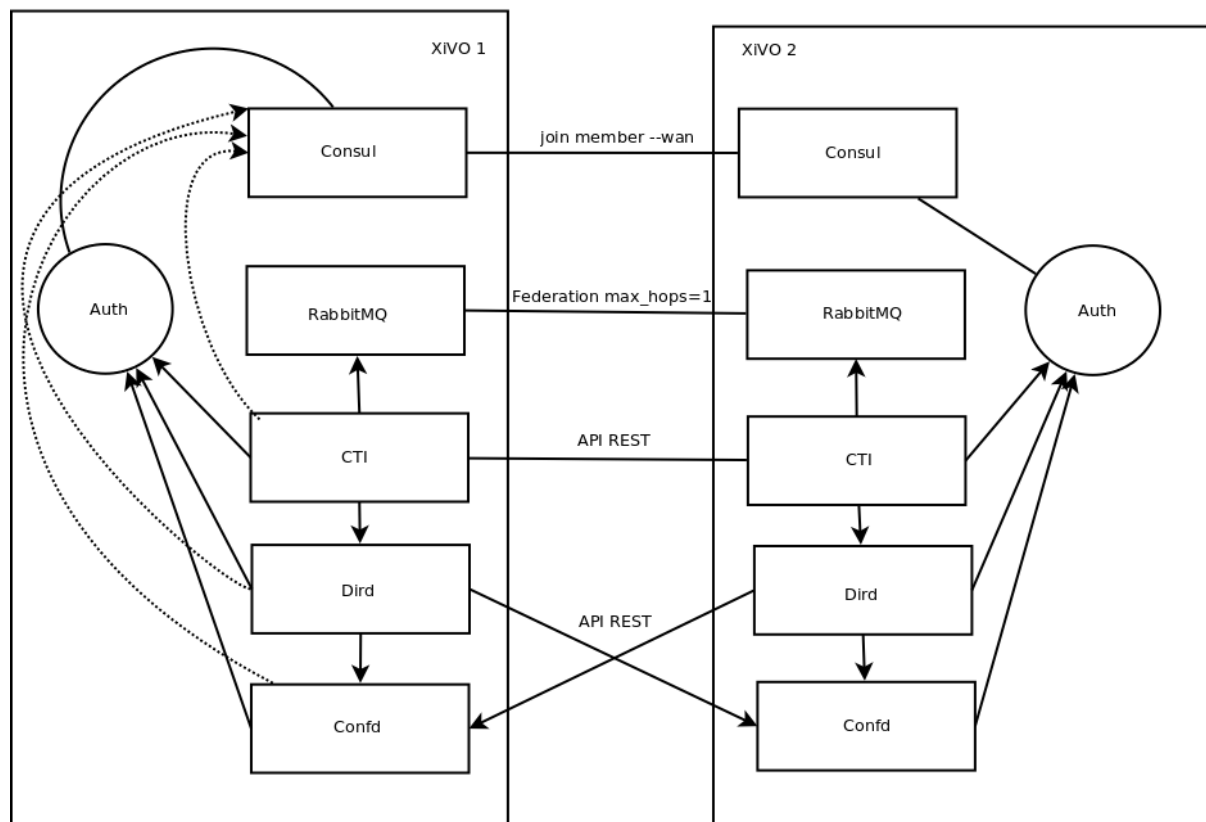 XiVO 1
XiVO 2
Consul
join member --wan
Consul
Auth
RabbitMQ
Federation max_hops=1
RabbitMQ
Auth
CTI
API REST
CTI
Dird
API REST
Dird
Confd
Confd